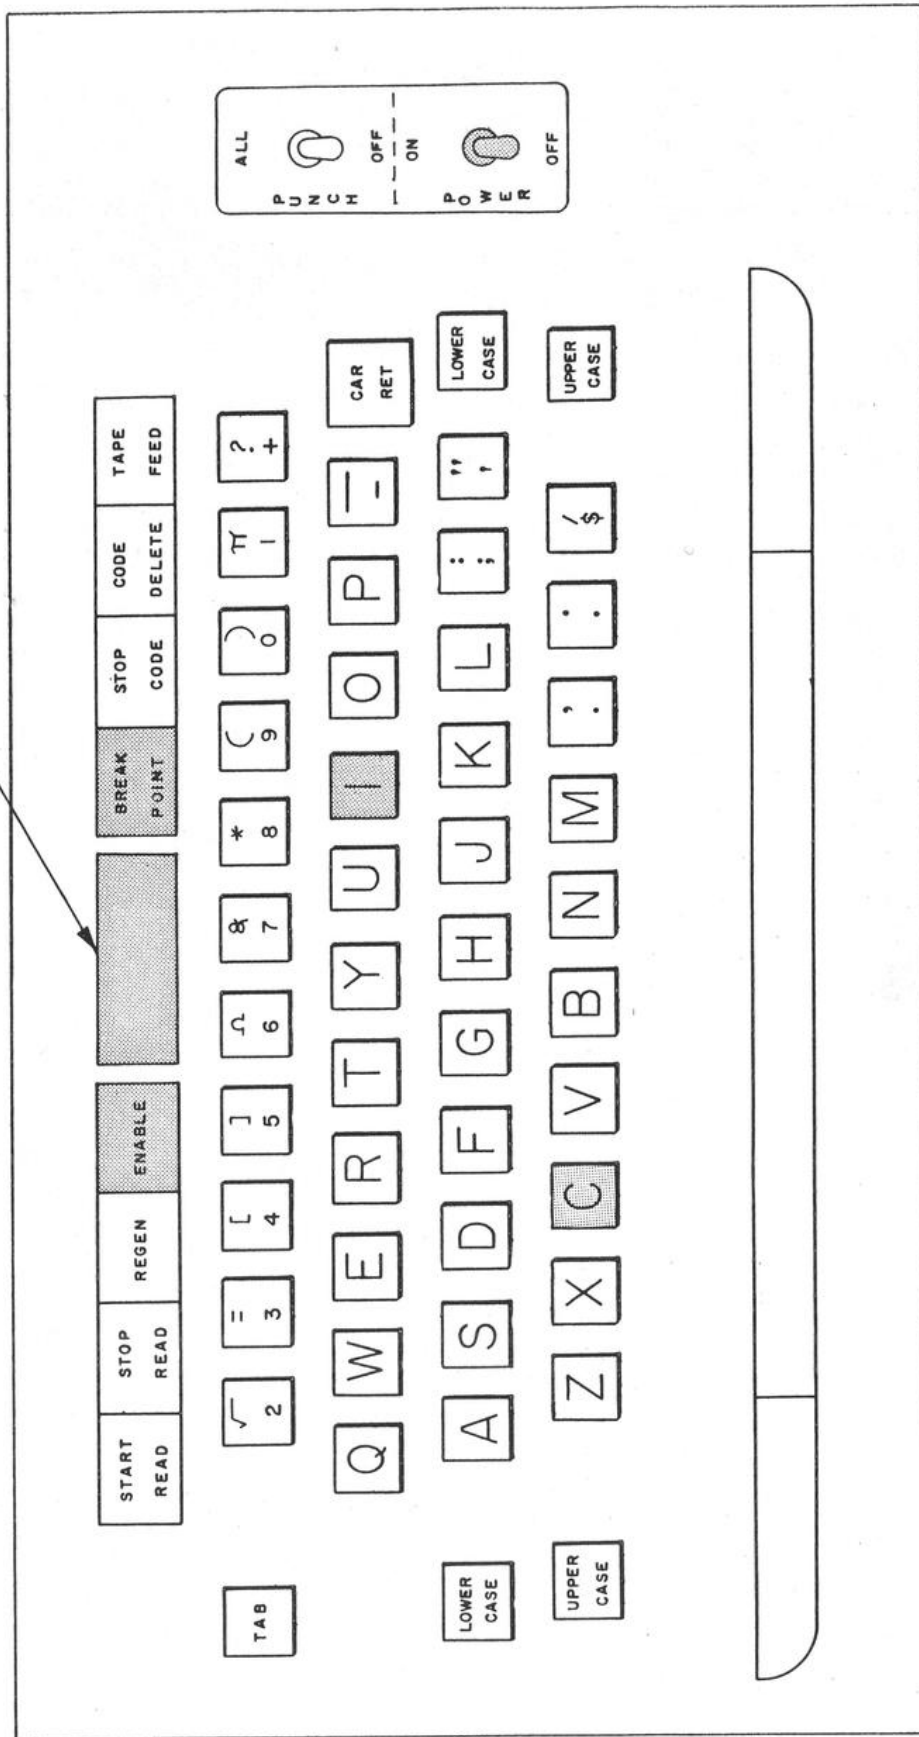 START READ
STOP READ
REGEN
ENABLE
BREAK POINT
STOP CODE
CODE DELETE
TAPE FEED
TAB
√ 2
= 3
[ 4
] 5
Ω 6
& 7
* 8
( 9
) 0
π 1
? +
Q W E R T Y U I O P
— -
CAR RET
LOWER CASE
A S D F G H J K L
" ,
LOWER CASE
UPPER CASE
Z X C V B N M
/ $
UPPER CASE
ALL
PUNCH
OFF
ON
POWER
OFF